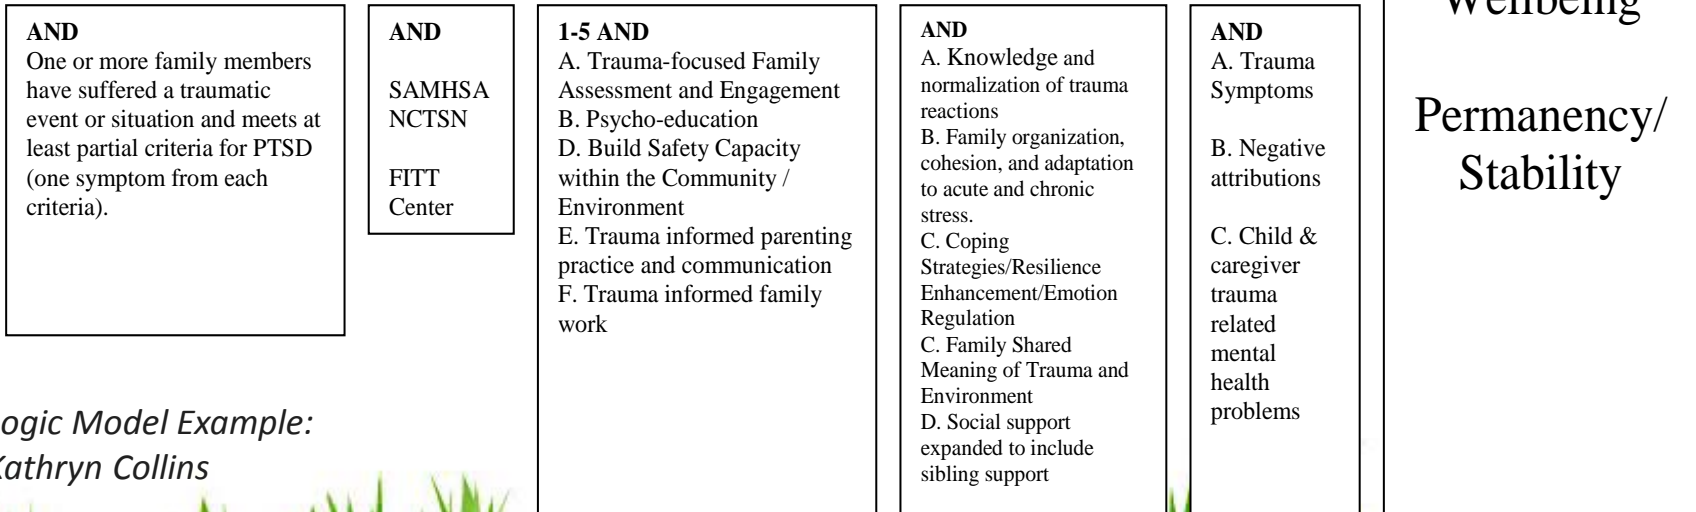 AND
One or more family members
have suffered a traumatic
event or situation and meets at
least partial criteria for PTSD
(one symptom from each
criteria).
AND
SAMHSA
NCTSN
FITT
Center
1-5 AND
A. Trauma-focused Family
Assessment and Engagement
B. Psycho-education
D. Build Safety Capacity
within the Community /
Environment
E. Trauma informed parenting
practice and communication
F. Trauma informed family
work
AND
A. Knowledge and
normalization of trauma
reactions
B. Family organization,
cohesion, and adaptation
to acute and chronic
stress.
C. Coping
Strategies/Resilience
Enhancement/Emotion
Regulation
C. Family Shared
Meaning of Trauma and
Environment
D. Social support
expanded to include
sibling support
AND
A. Trauma
Symptoms
B. Negative
attributions
C. Child &
caregiver
trauma
related
mental
health
problems
Wellbeing
Permanency/
Stability
ogic Model Example:
Kathryn Collins